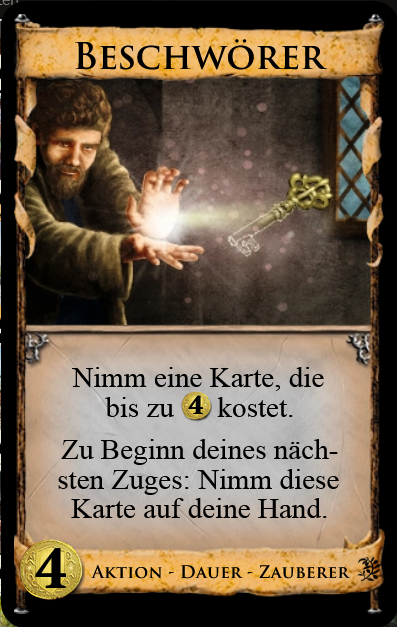 BESCHWÖRER
Nimm eine Karte, die
bis zu 4 kostet.
Zu Beginn deines näch-
sten Zuges: Nimm diese
Karte auf deine Hand.
4 AKTION - DAUER - ZAUBERER